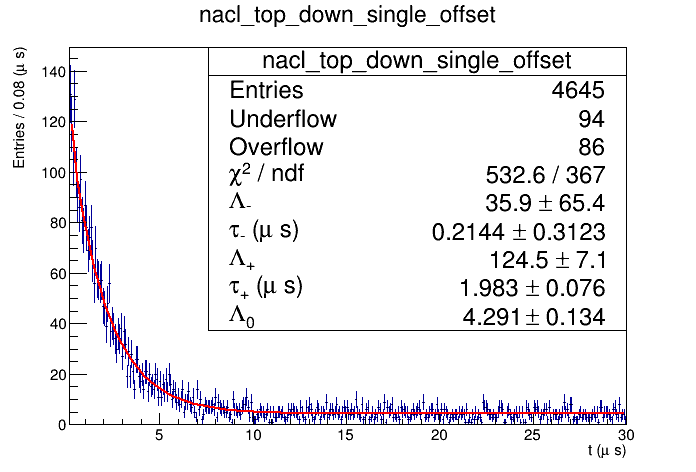 nacl_top_down_single_offset
nacl_top_down_single_offset
Entries 4645
Underflow 94
Overflow 86
χ² / ndf 532.6 / 367
Λ₋ 35.9 ± 65.4
τ₋ (μ s) 0.2144 ± 0.3123
Λ₊ 124.5 ± 7.1
τ₊ (μ s) 1.983 ± 0.076
Λ₀ 4.291 ± 0.134
Entries / 0.08 (μ s)
140
120
100
80
60
40
20
0
5 10 15 20 25 30
t (μ s)